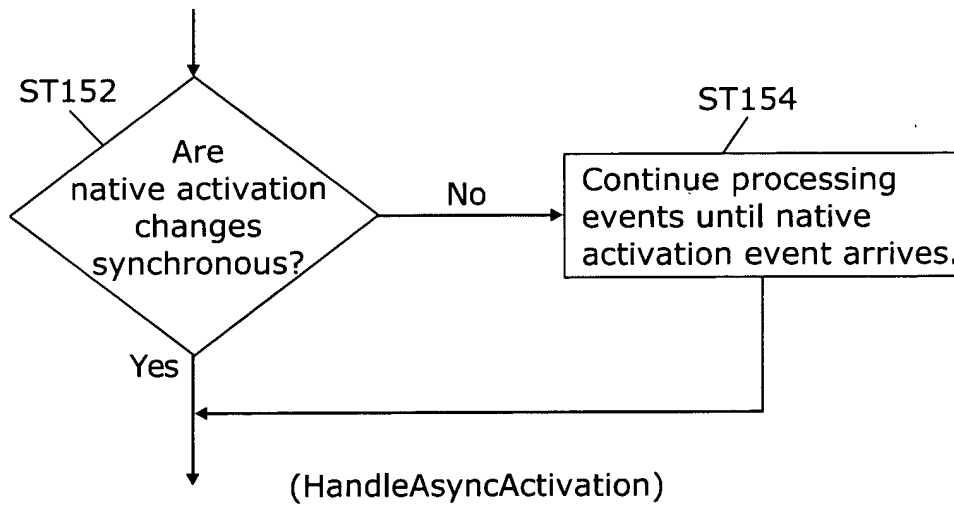 ST152
ST154
Are
native activation
changes
synchronous?
No
Continue processing
events until native
activation event arrives.
Yes
(HandleAsyncActivation)